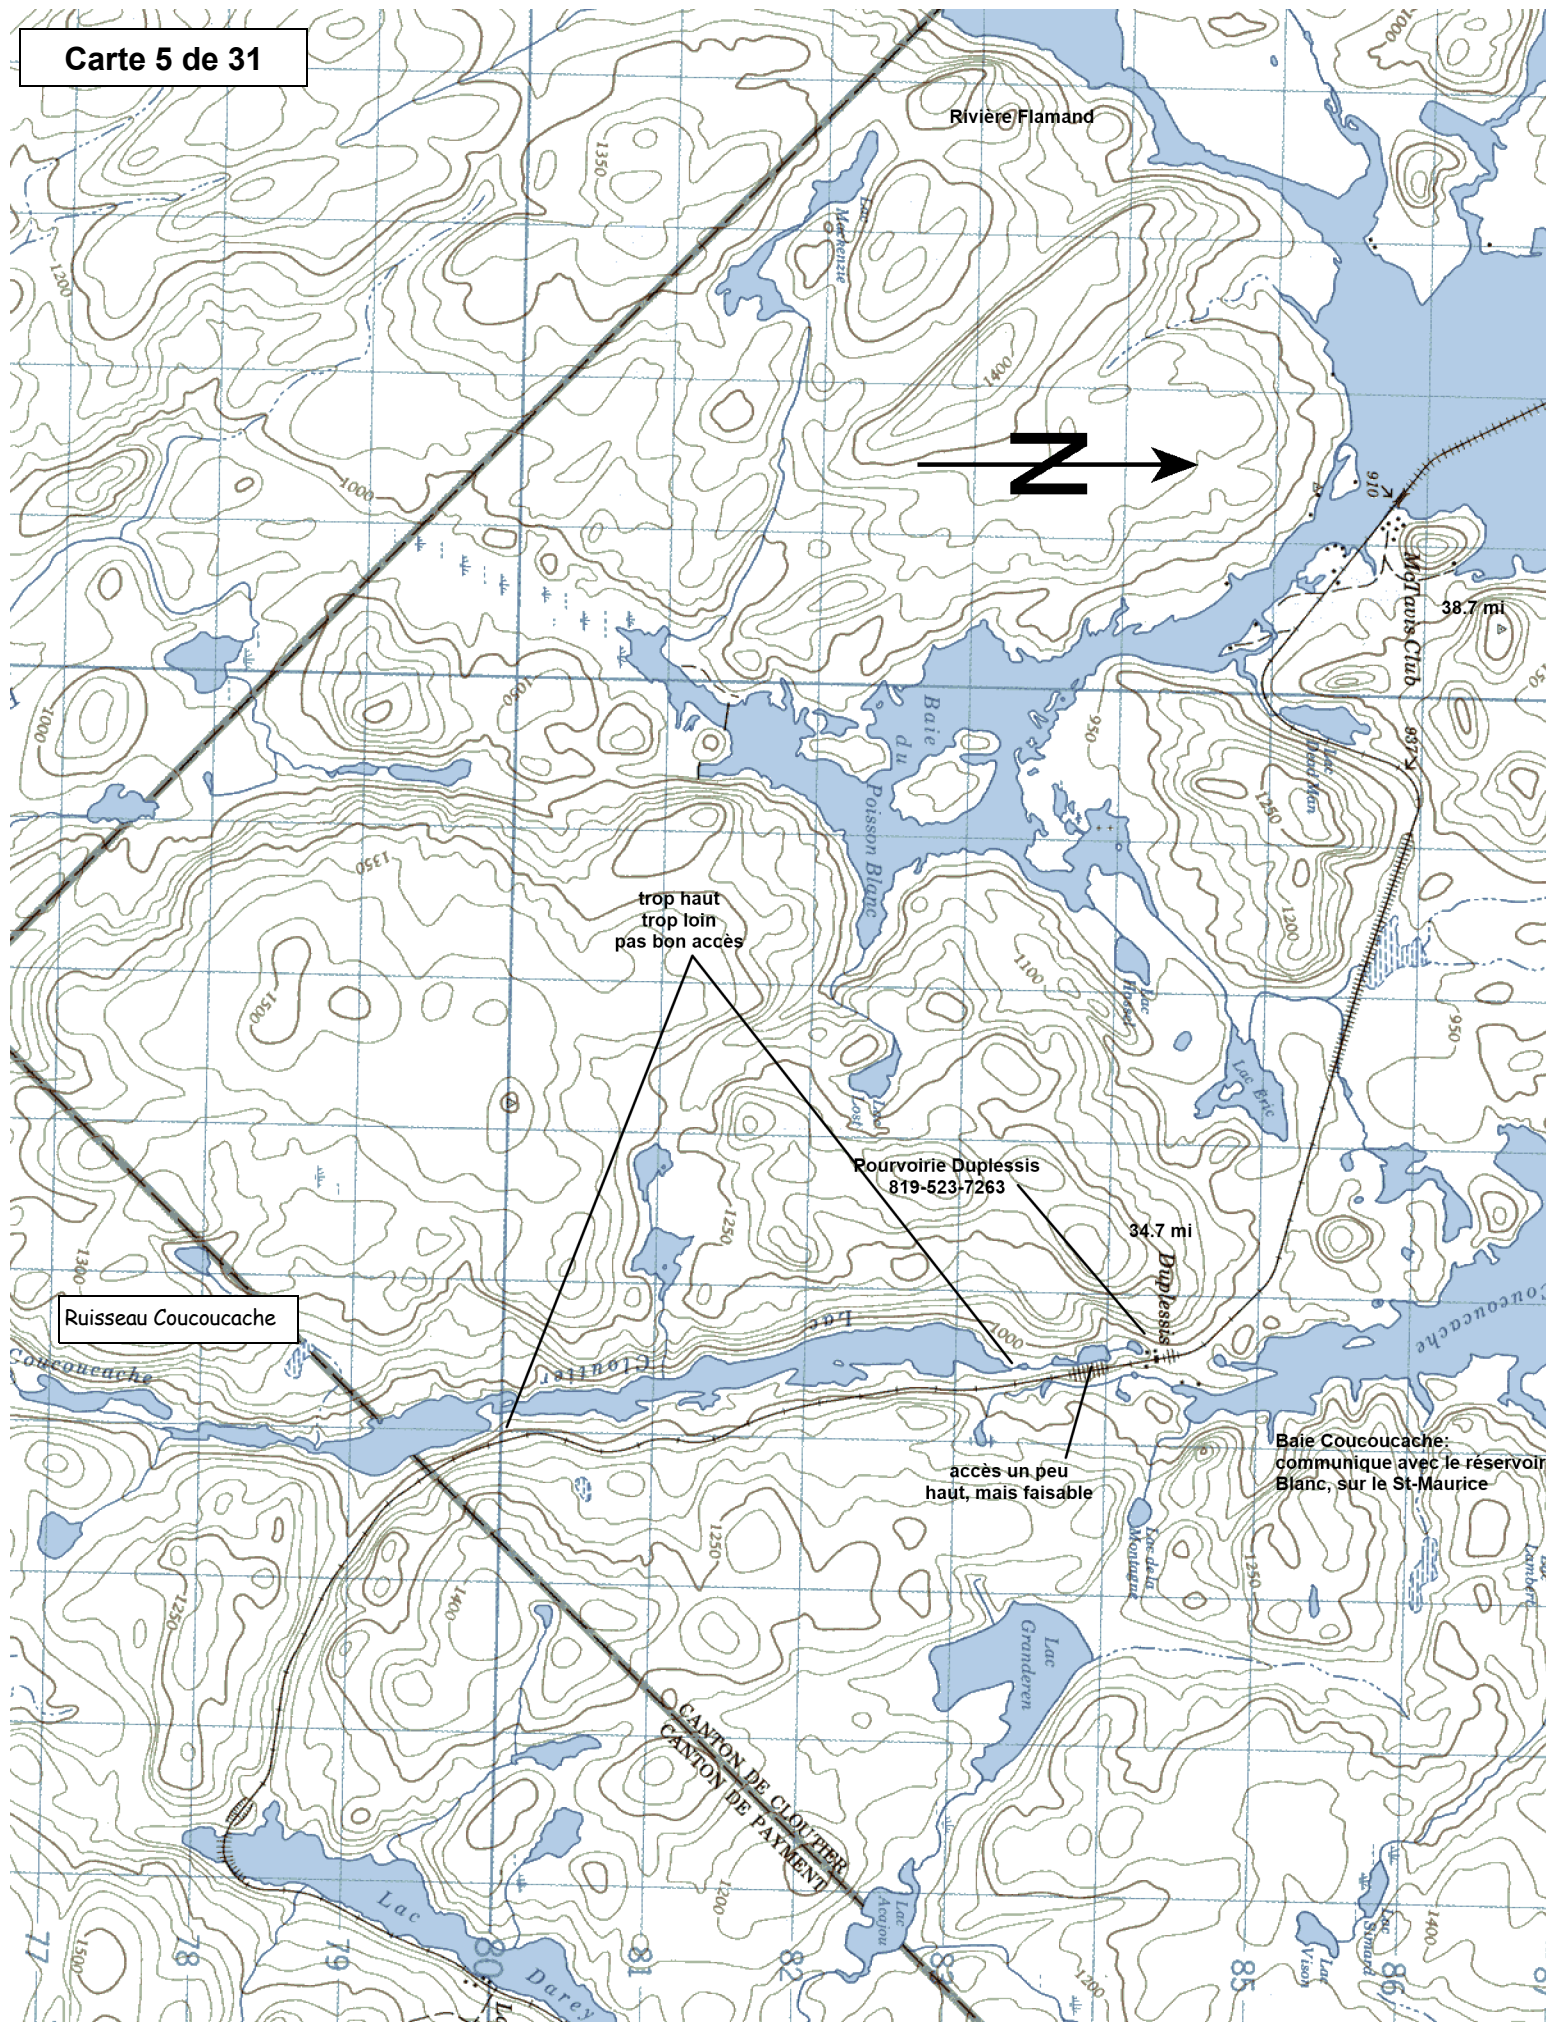 Carte 5 de 31
Rivière Flamand
1000
1350
Lac
Mackenzie
1200
1400
1000
910
McTavis Club
38.7 mi
1050
1000
950
Baie
du
Poisson Blanc
937
Lac
Dead Man
1250
1350
trop haut
trop loin
pas bon accès
1200
1100
1500
Lac
Hossel
950
Lac Bric
Lac
Lost
Pourvoirie Duplessis
819-523-7263
1250
34.7 mi
Duplessis
1300
Ruisseau Coucoucache
Coucoucache
Lac
Cloutier
1000
Coucoucache
Baie Coucoucache:
communique avec le réservoir
Blanc, sur le St-Maurice
accès un peu
haut, mais faisable
1250
Lac de la
Montagne
1250
Lambert
1250
1400
Lac
Granderen
CANTON DE CLOUTIER
CANTON DE PAYMENT
1200
Lac
Acajou
Lac
Darey
Lac
Simard
Lac
Vison
1400
1500
1200
77
78
79
80
81
82
83
85
86
N